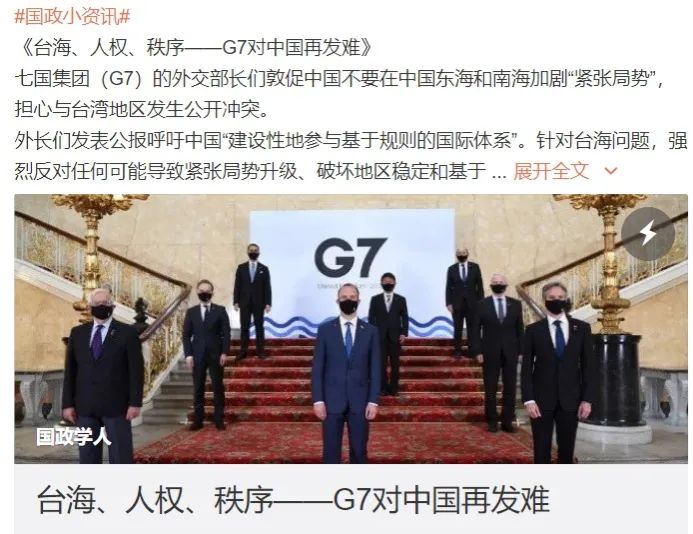 #国政小资讯#
《台海、人权、秩序——G7对中国再发难》
七国集团（G7）的外交部长们敦促中国不要在中国东海和南海加剧“紧张局势”，
担心与台湾地区发生公开冲突。
外长们发表公报呼吁中国“建设性地参与基于规则的国际体系”。针对台海问题，强
烈反对任何可能导致紧张局势升级、破坏地区稳定和基于 ... 展开全文
G7
国政学人
台海、人权、秩序——G7对中国再发难